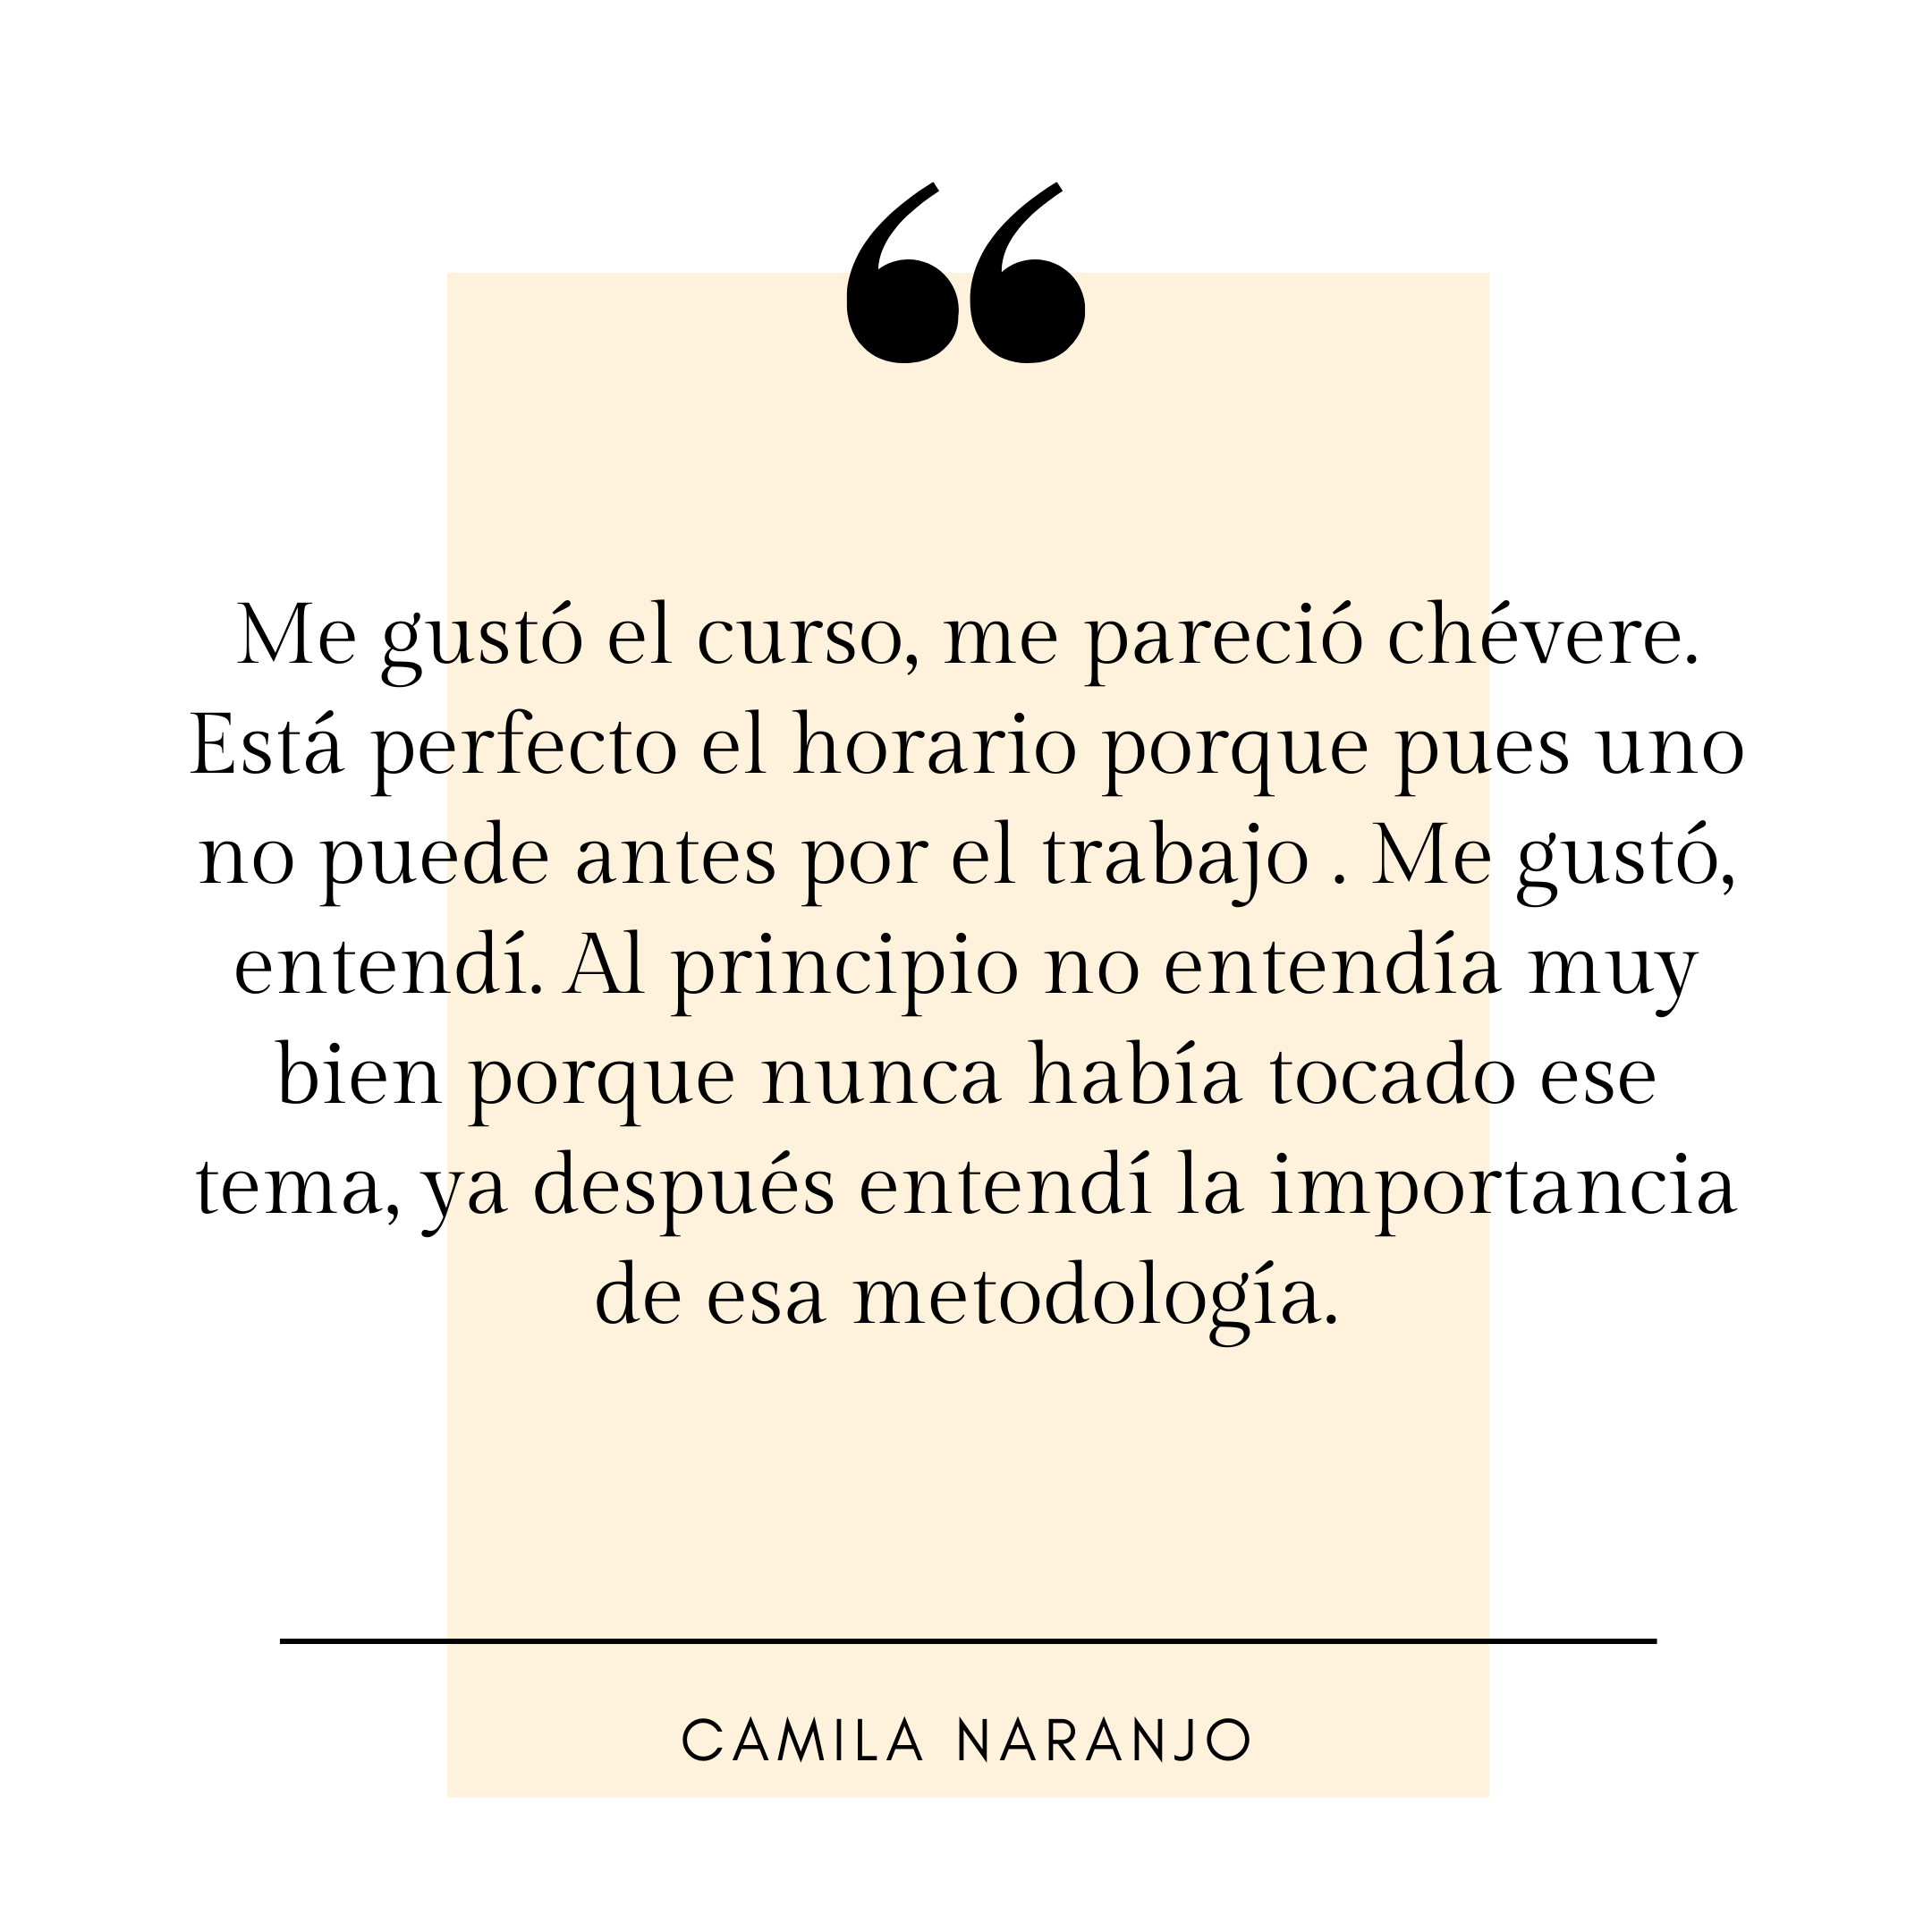 “
Me gustó el curso, me pareció chévere.
Está perfecto el horario porque pues uno
no puede antes por el trabajo . Me gustó,
entendí. Al principio no entendía muy
bien porque nunca había tocado ese
tema, ya después entendí la importancia
de esa metodología.
CAMILA NARANJO